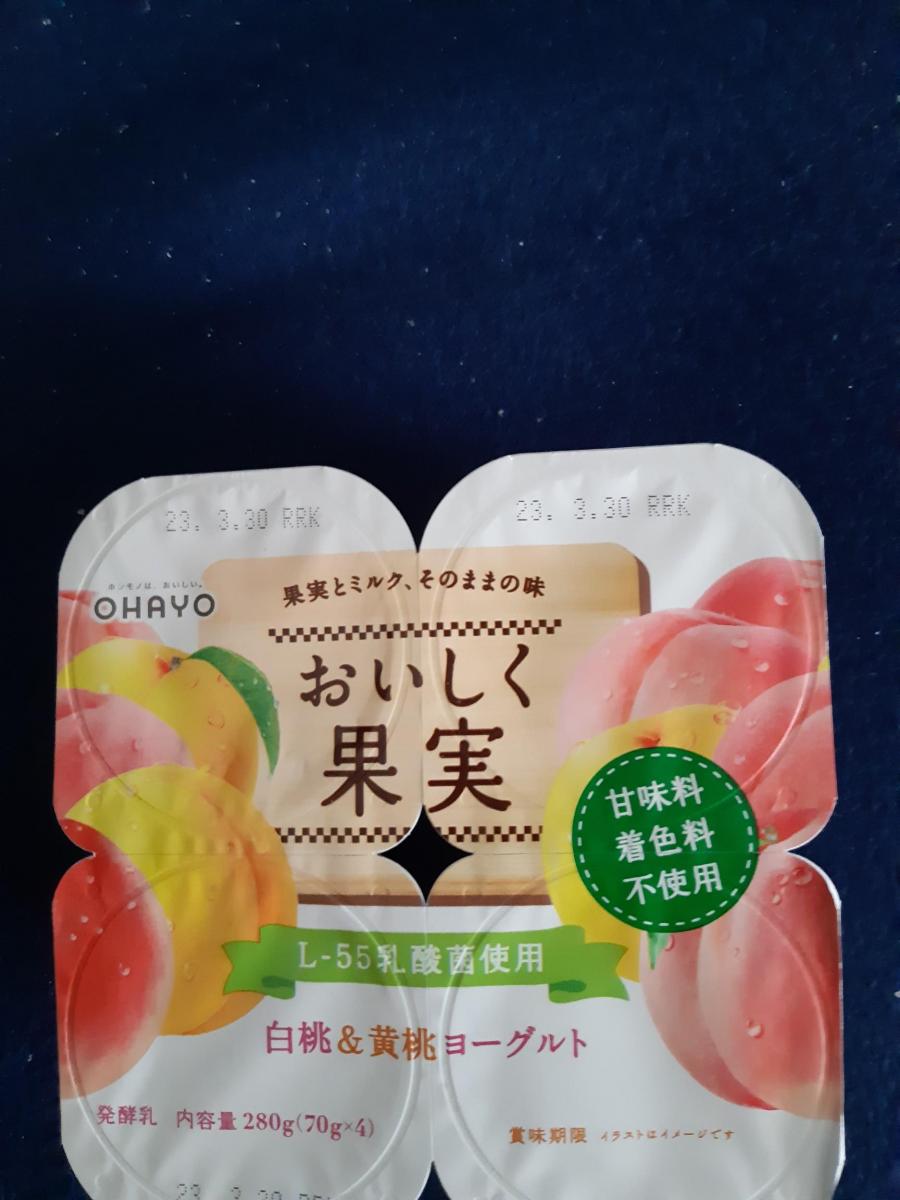 23. 3.30 RRK
23. 3.30 RRK
ホンモノは、おいしい。
OHAYO
果実とミルク、そのままの味
おいしく
果実
甘味料
着色料
不使用
L-55乳酸菌使用
白桃&黄桃ヨーグルト
発酵乳 内容量 280g(70g×4)
賞味期限 イラストはイメージです